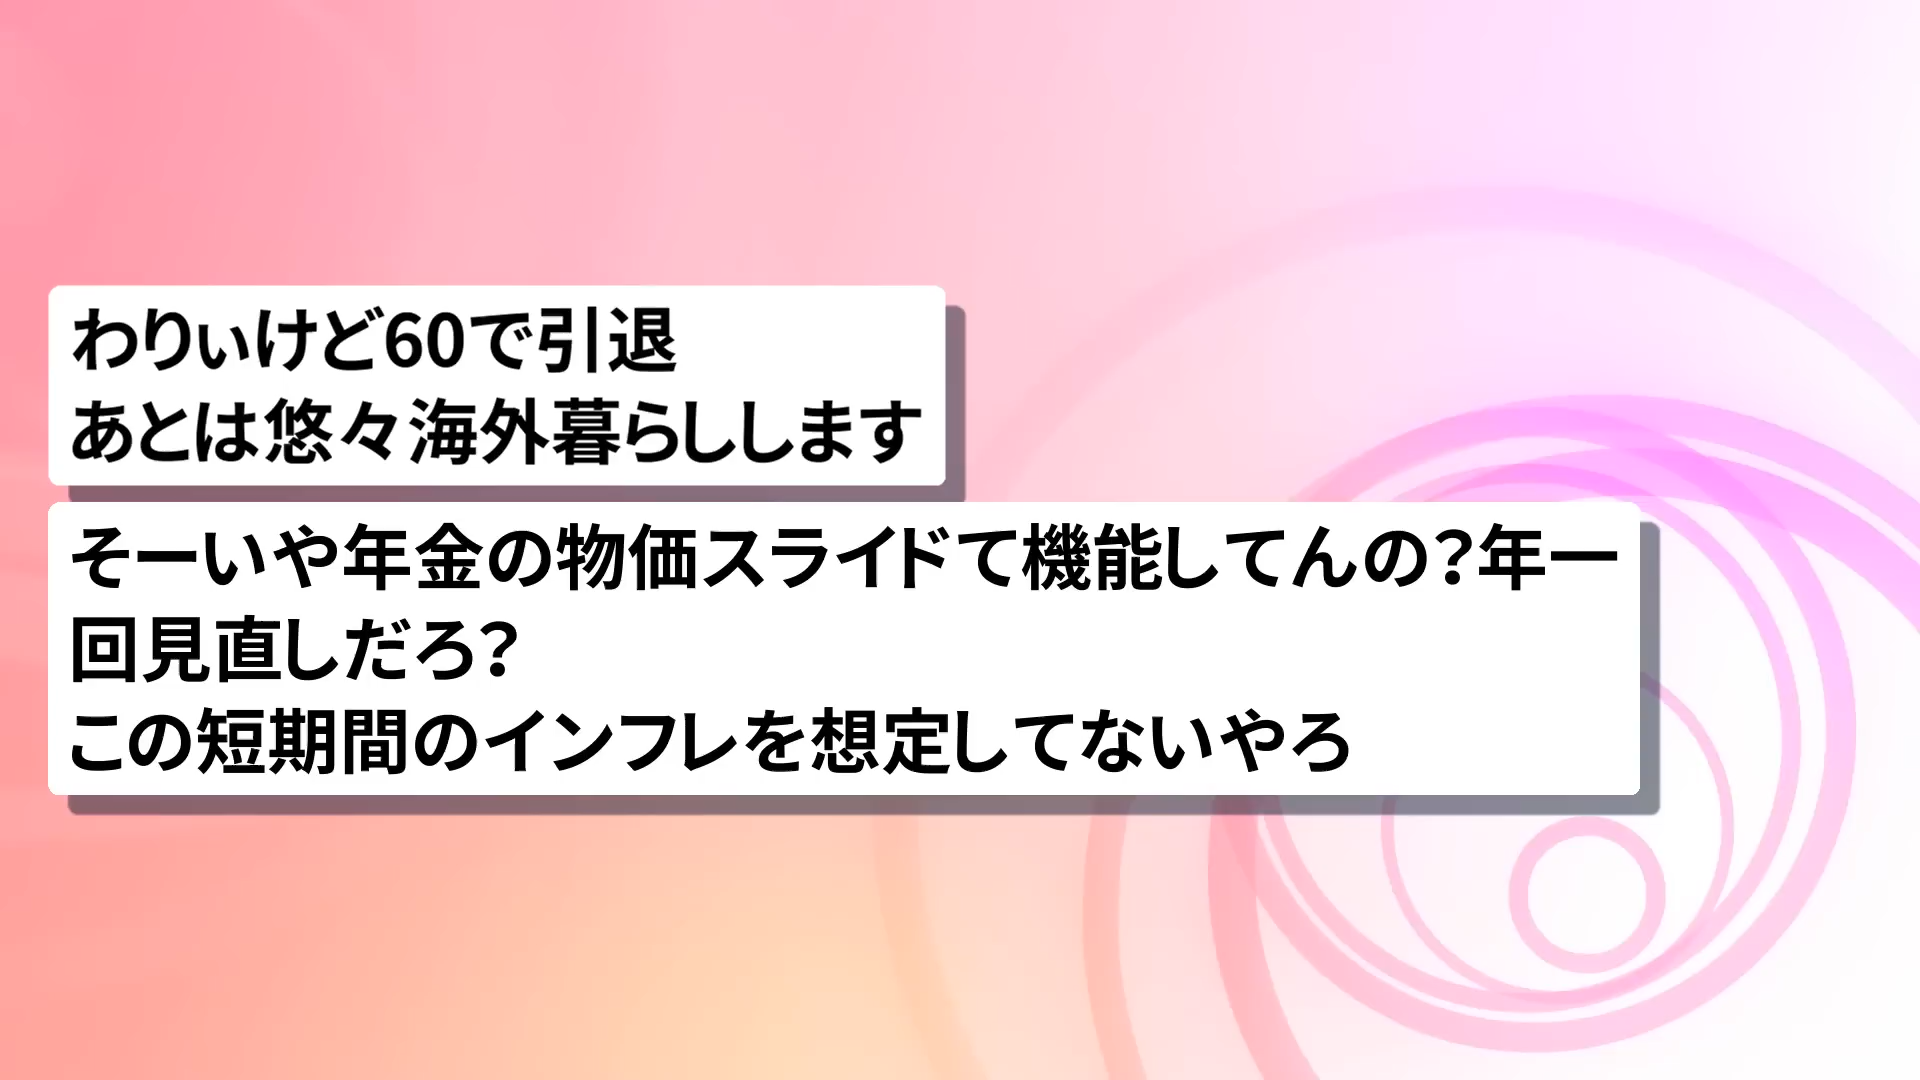 わりぃけど60で引退
あとは悠々海外暮らしします
そーいや年金の物価スライドて機能してんの？年一
回見直しだろ？
この短期間のインフレを想定してないやろ